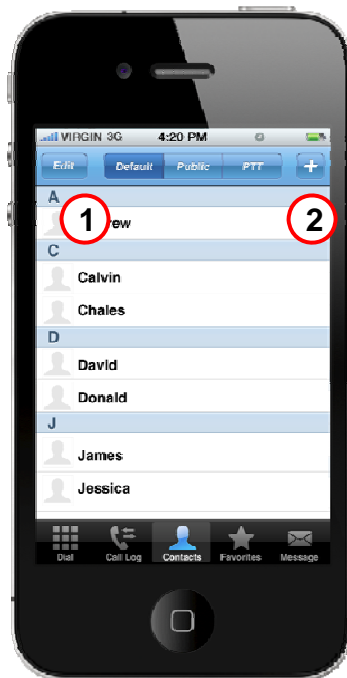 VIRGIN 3G 4:20 PM
Edit Default Public PTT +
A
1 rew 2
C
Calvin
Chales
D
David
Donald
J
James
Jessica
Dial Call Log Contacts Favorites Message